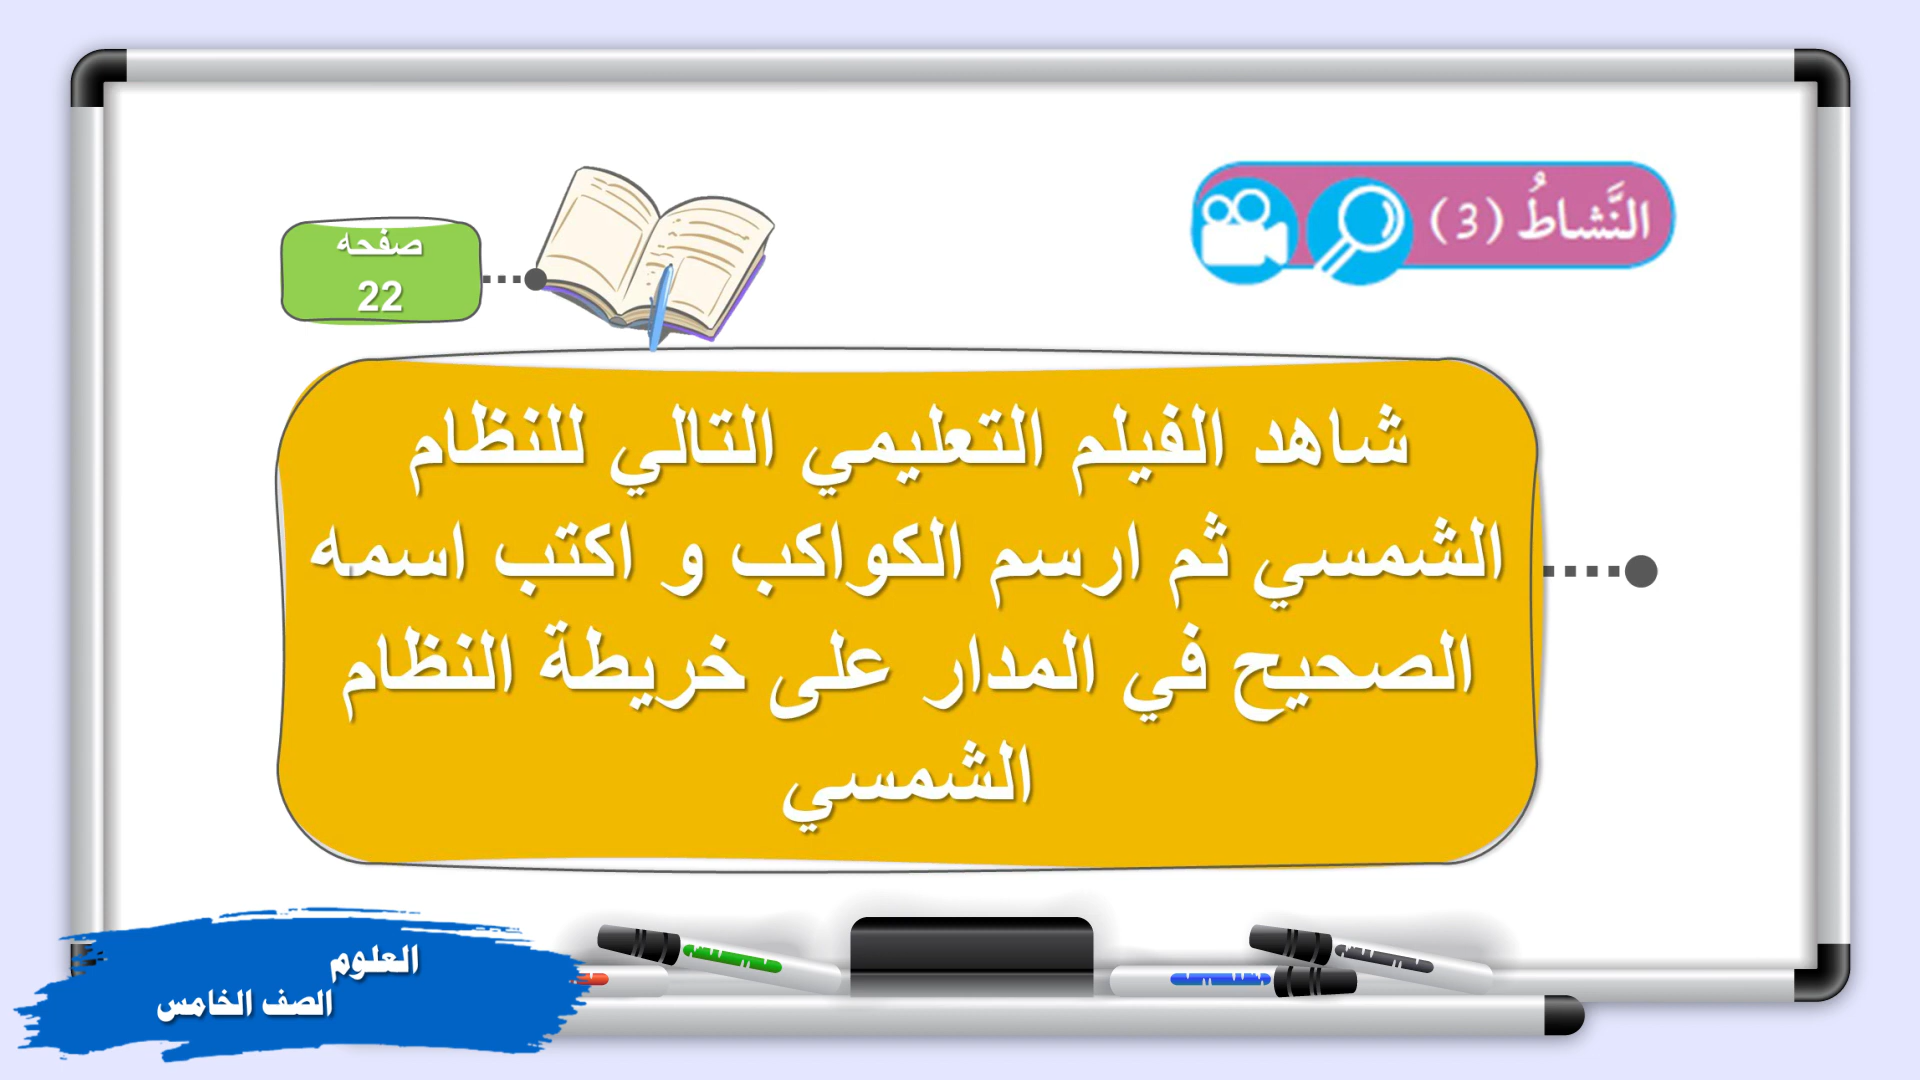 النَّشاطُ (3)
صفحه
22
شاهد الفيلم التعليمي التالي للنظام
الشمسي ثم ارسم الكواكب و اكتب اسمه
الصحيح في المدار على خريطة النظام
الشمسي
العلوم
الصف الخامس